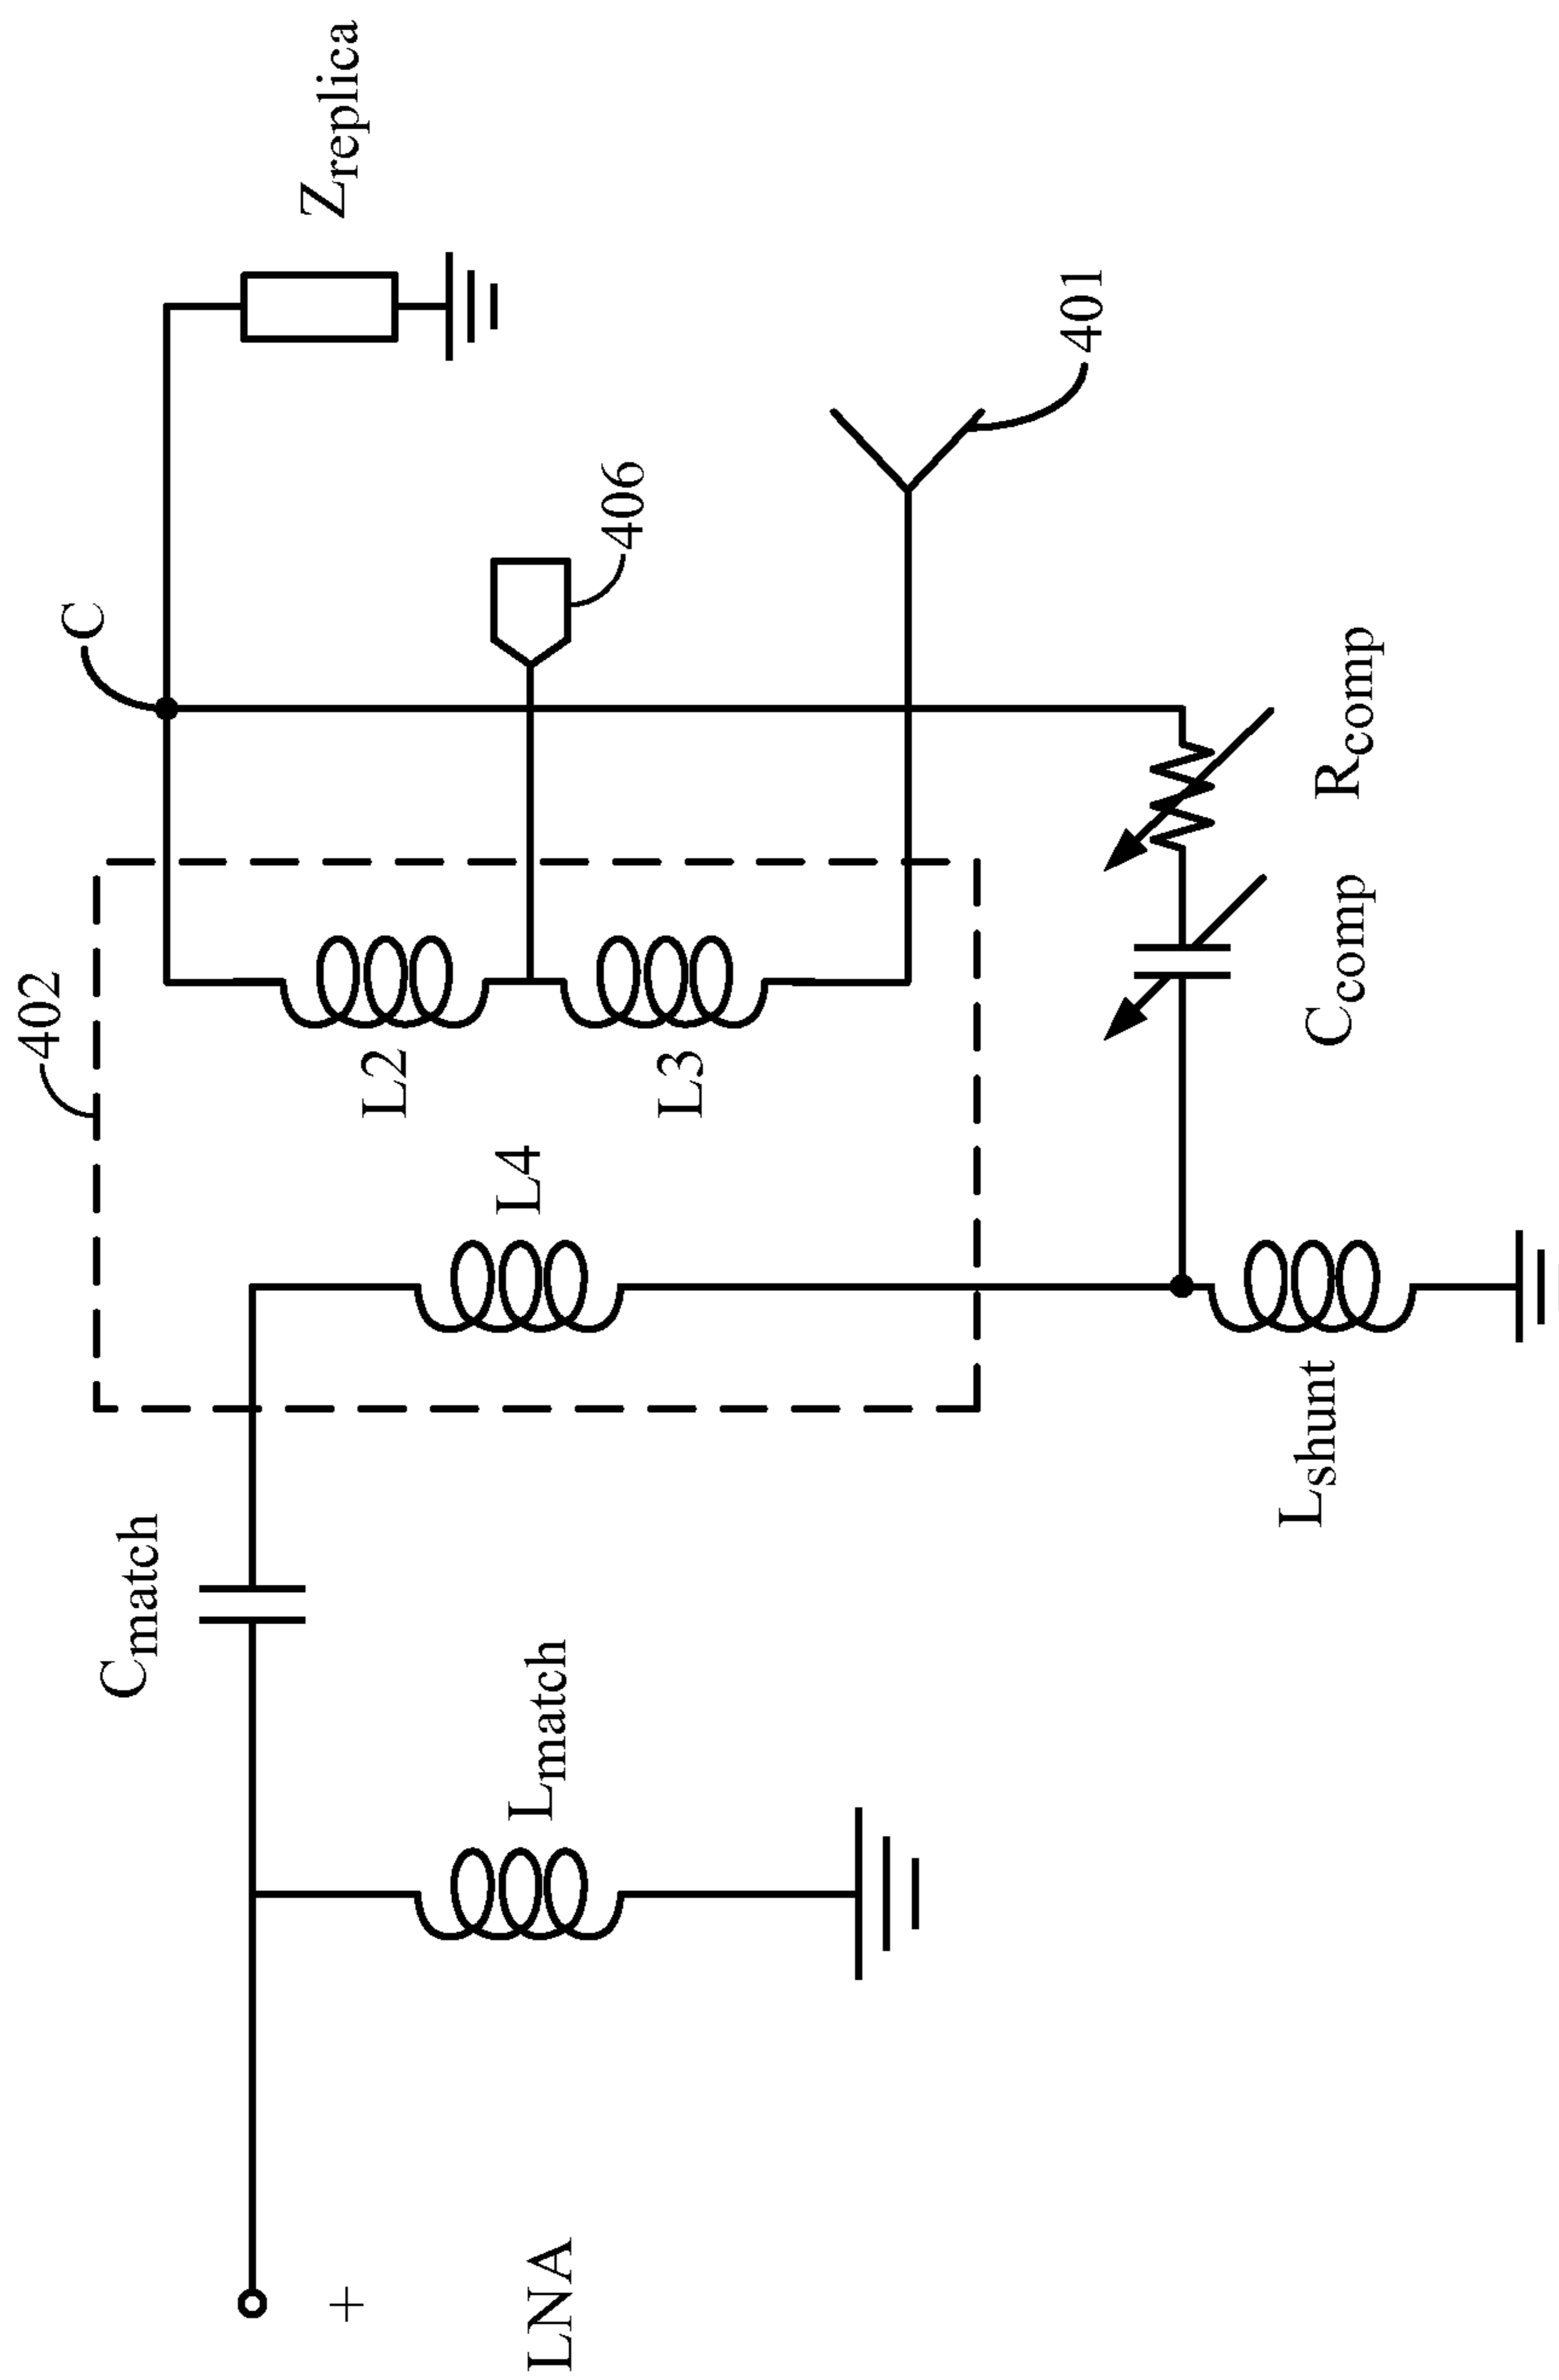 402
C
Zreplica
406
401
L2
L3
L4
Cmatch
Lmatch
Ccomp
Rcomp
Lshunt
+
LNA